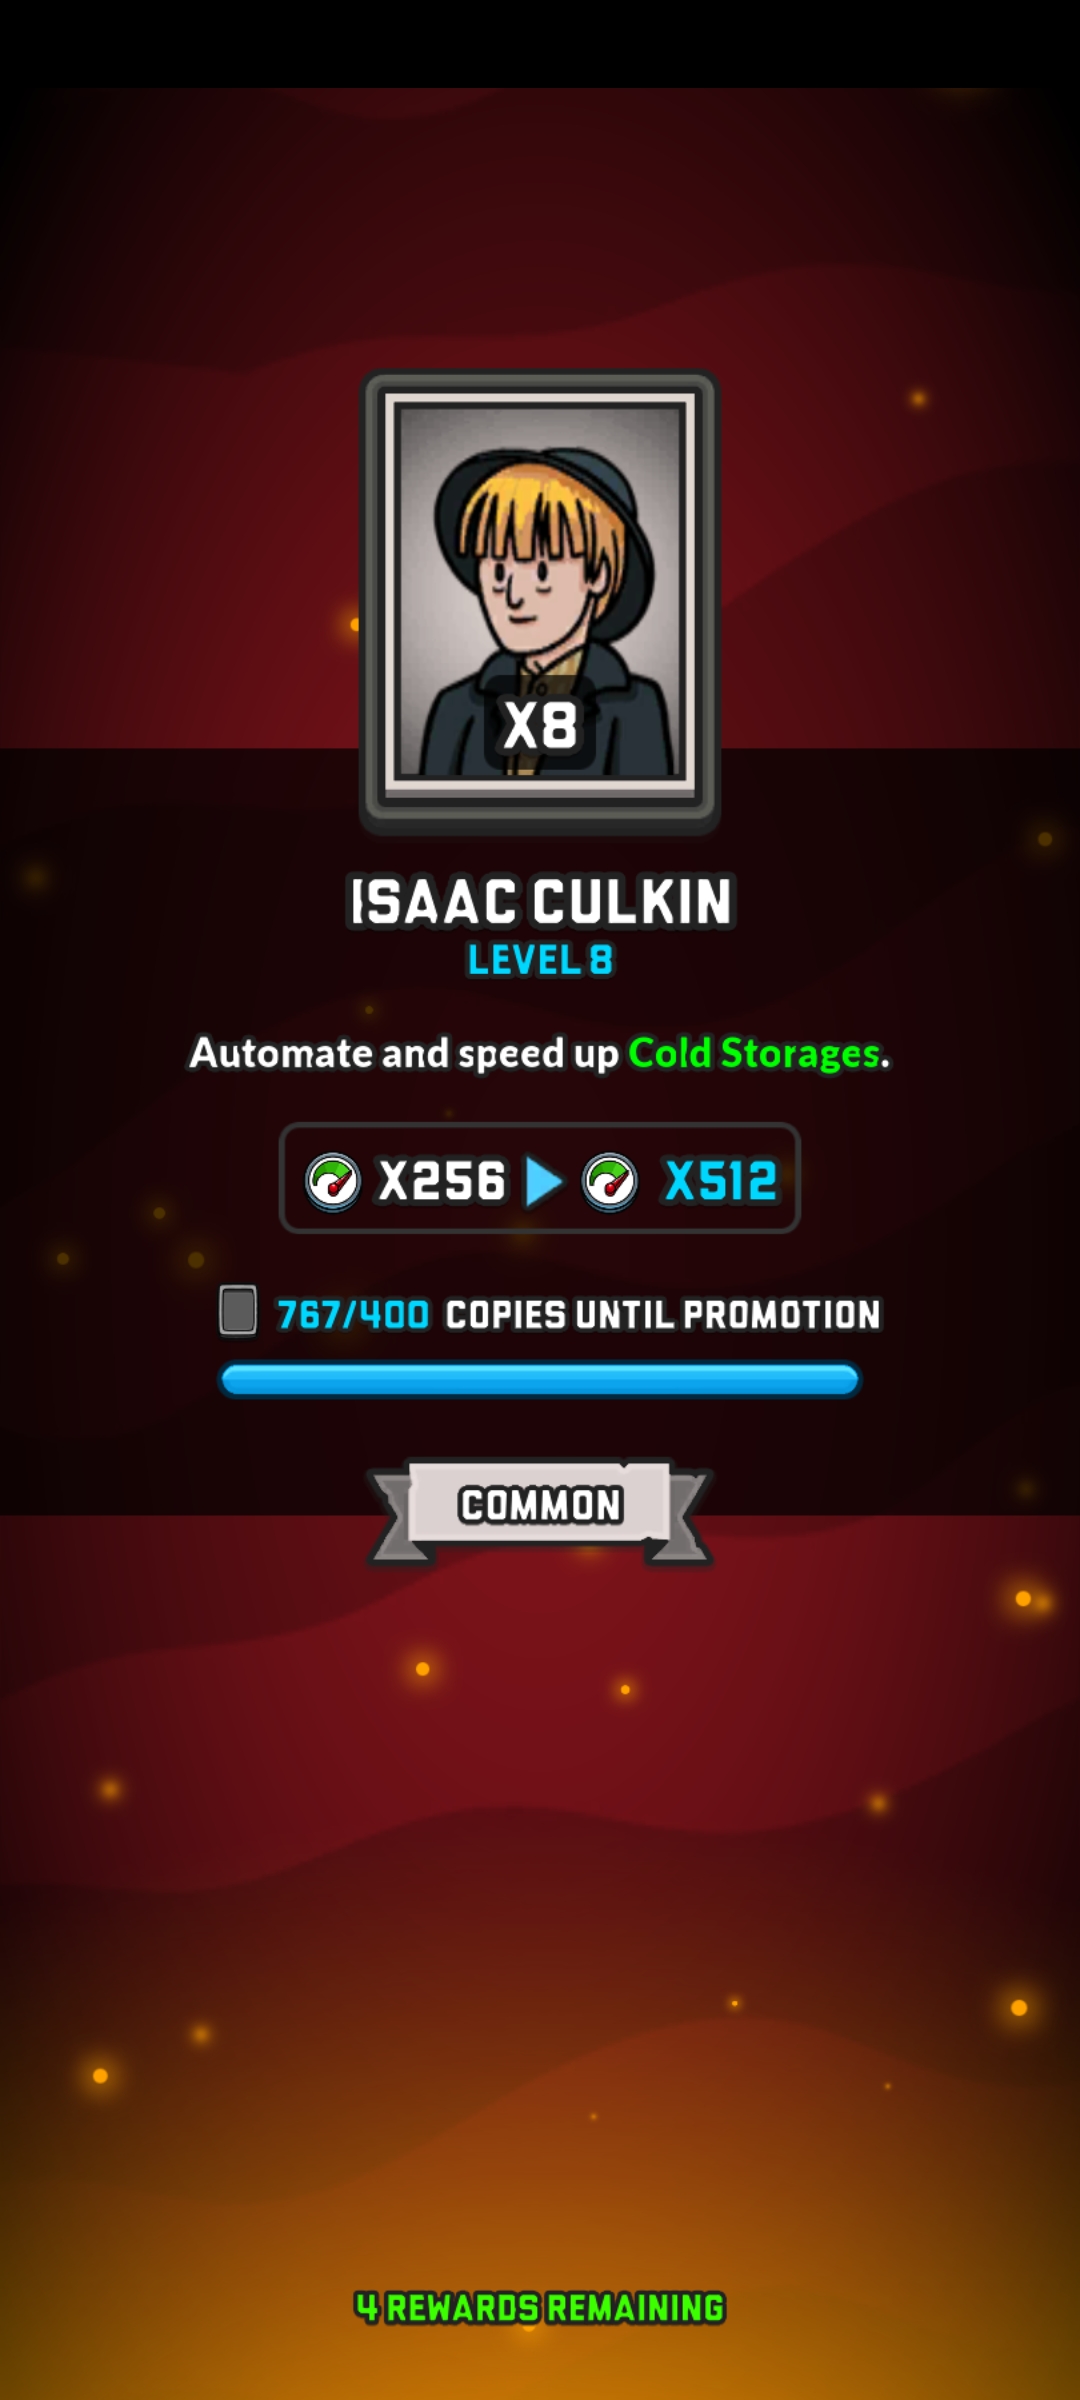 X8
ISAAC CULKIN
LEVEL 8
Automate and speed up Cold Storages.
X256 X512
767/400 COPIES UNTIL PROMOTION
COMMON
4 REWARDS REMAINING